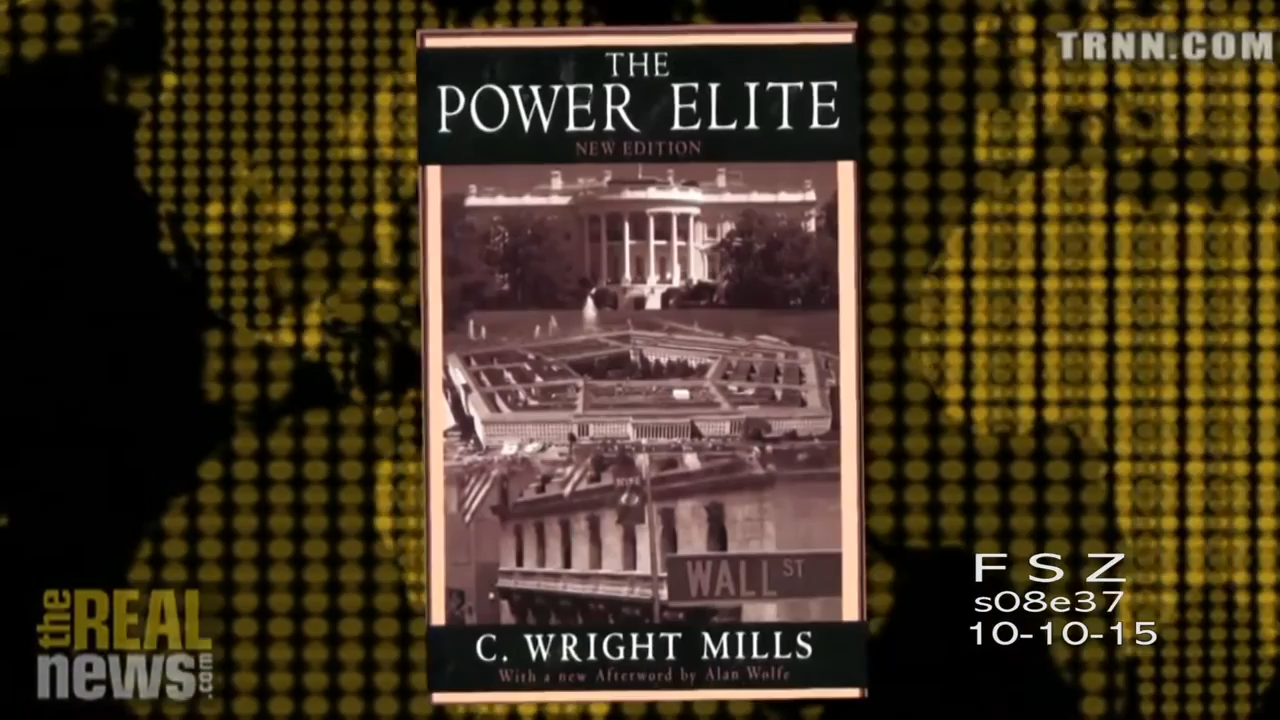 TRNN.COM
THE
POWER ELITE
NEW EDITION
NYSE
WALL ST
C. WRIGHT MILLS
With a new Afterword by Alan Wolfe
the REAL
news.com
F S Z
s08e37
10-10-15